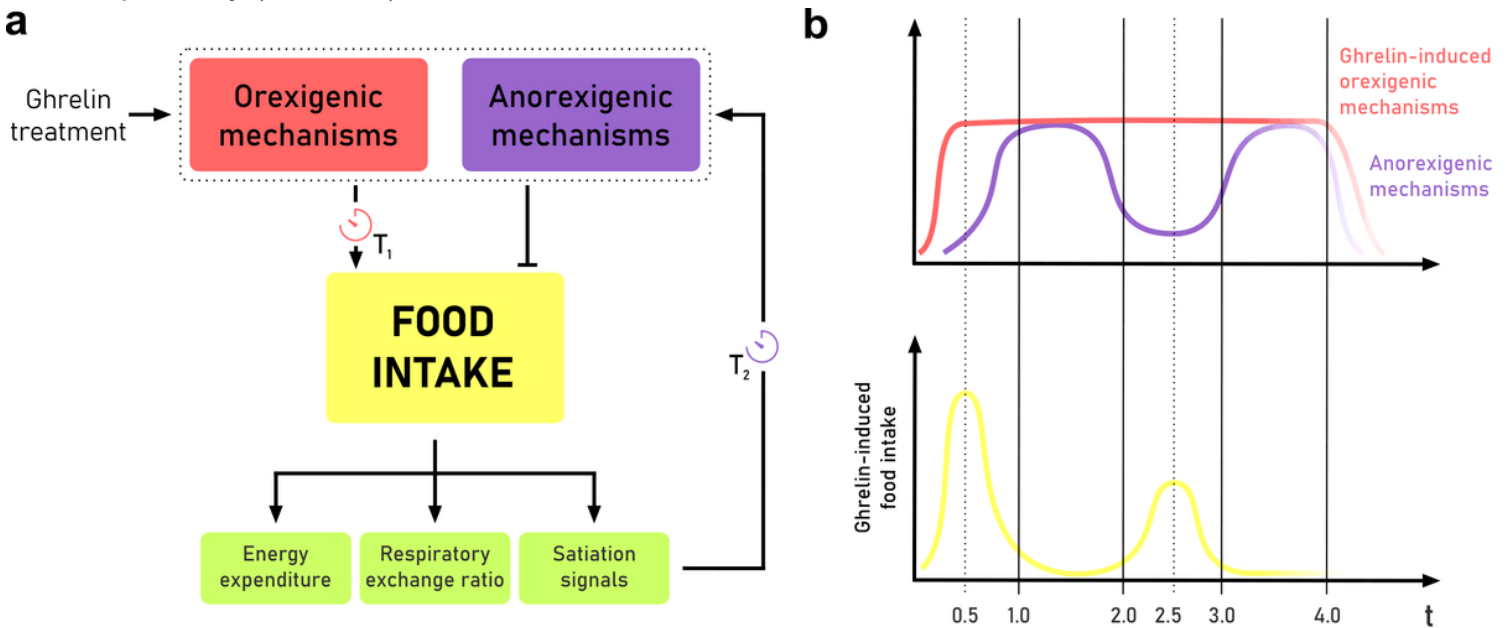 a
Ghrelin
treatment
Orexigenic
mechanisms
Anorexigenic
mechanisms
T1
FOOD
INTAKE
T2
Energy
expenditure
Respiratory
exchange ratio
Satiation
signals
b
Ghrelin-induced
orexigenic
mechanisms
Anorexigenic
mechanisms
Ghrelin-induced
food intake
0.5 1.0 2.0 2.5 3.0 4.0 t